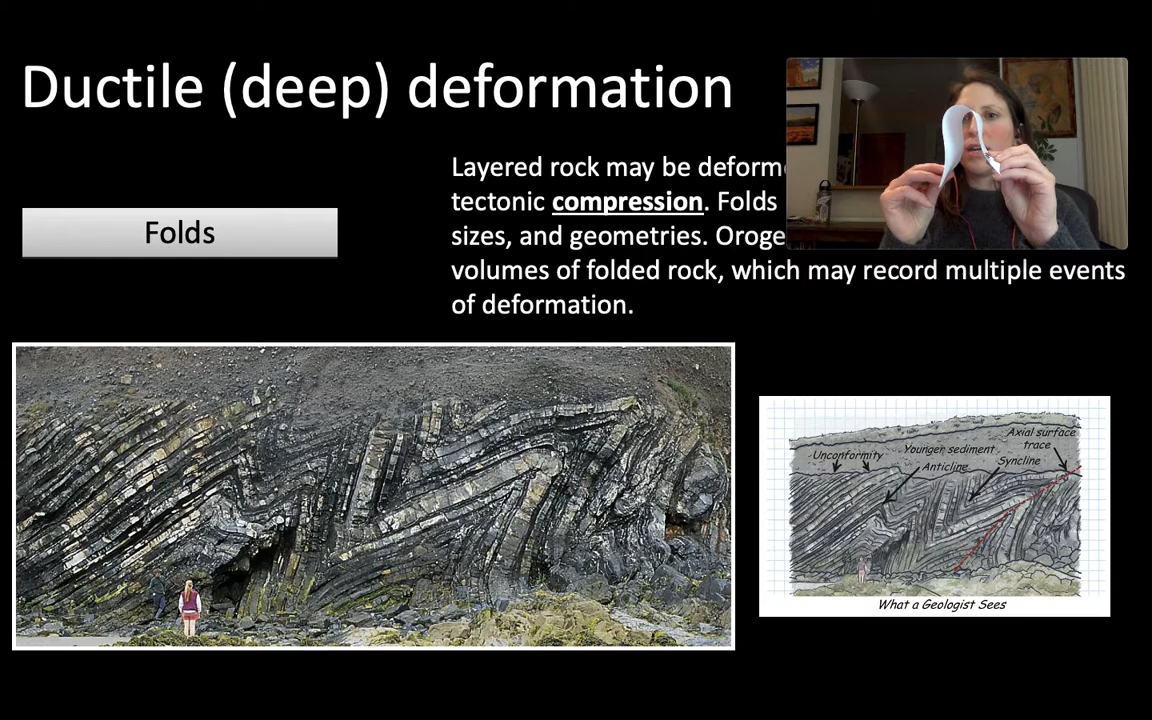 Ductile (deep) deformation
Folds
Layered rock may be deform
tectonic compression. Folds
sizes, and geometries. Oroge
volumes of folded rock, which may record multiple events
of deformation.
Axial surface
trace
Unconformity
Younger sediment
Syncline
Anticline
What a Geologist Sees